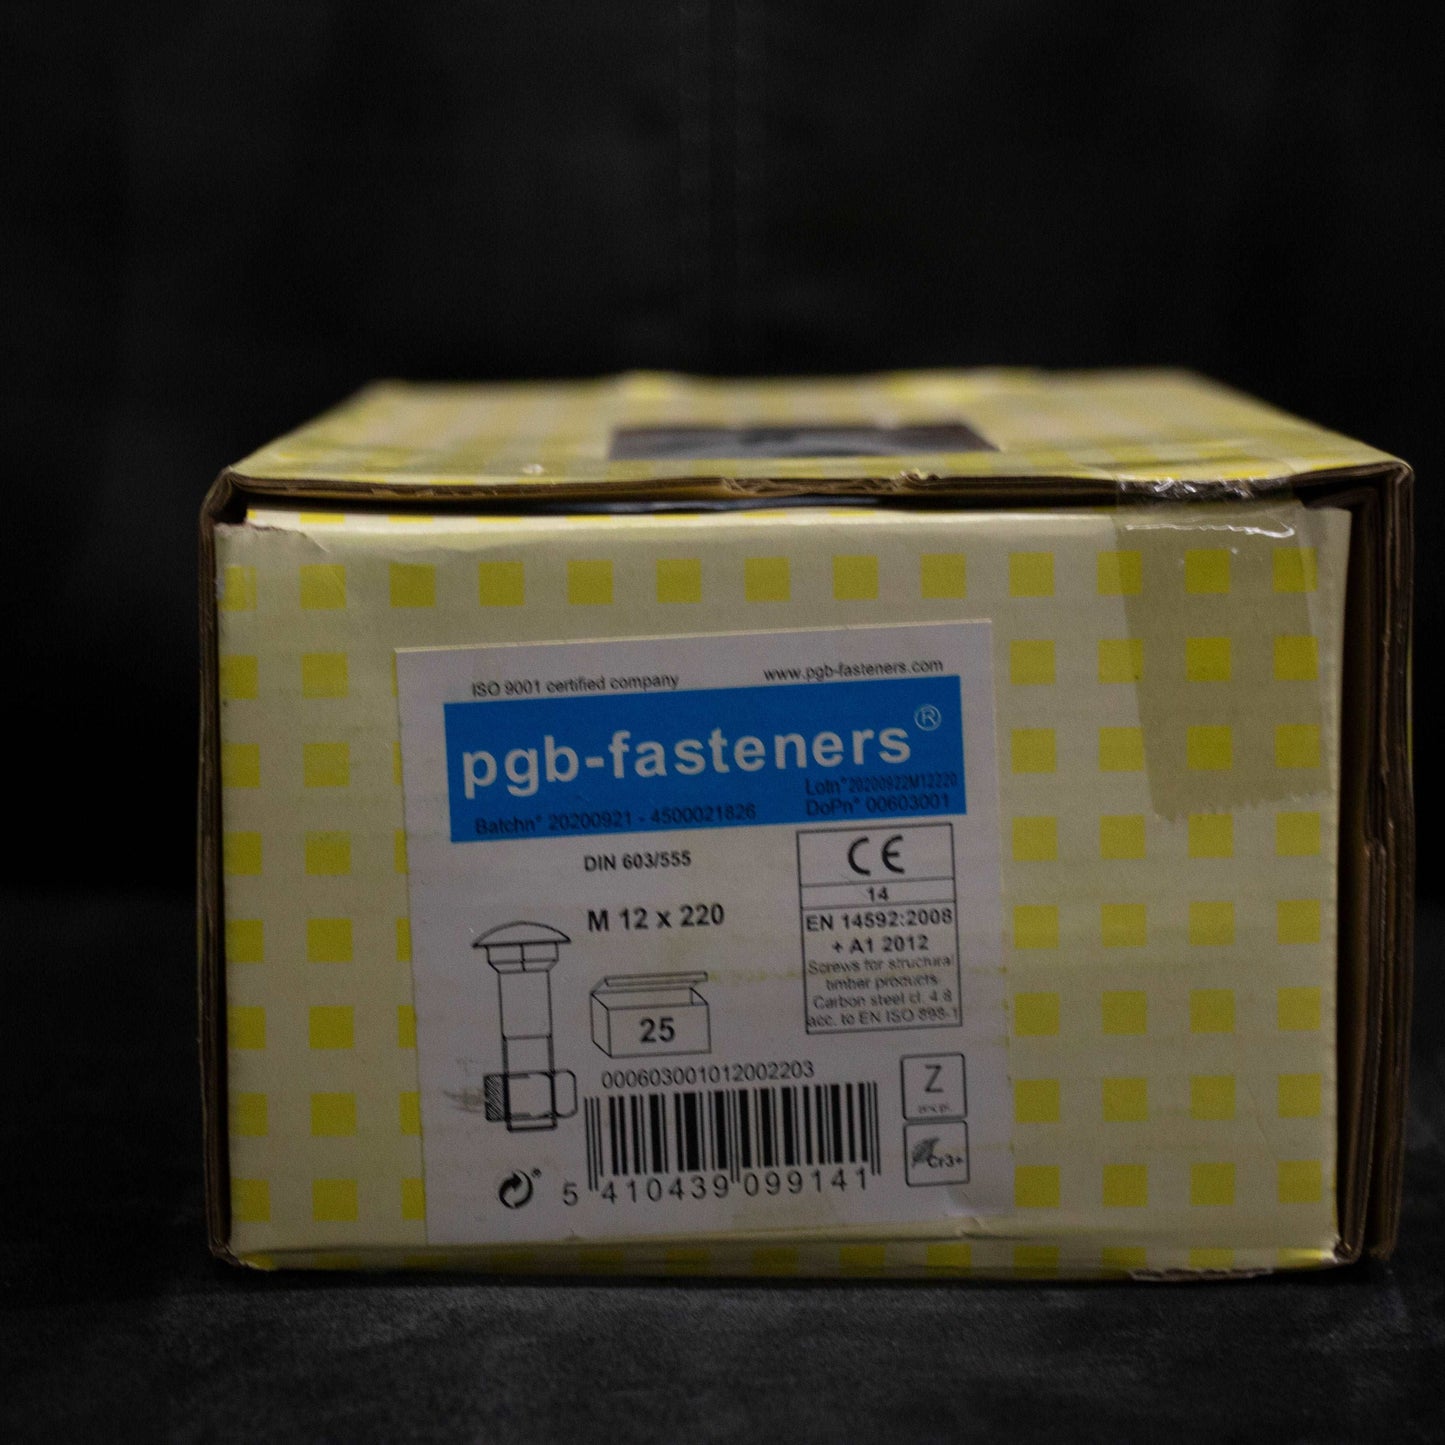 ISO 9001 certified company
www.pgb-fasteners.com
pgb-fasteners®
Lotn° 20200922M12220
Batchn° 20200921 - 4500021826
DoPn° 00603001
DIN 603/555
M 12 x 220
CE
14
EN 14592:2008
+ A1 2012
Screws for structural
timber products
Carbon steel cl. 4.8
acc. to EN ISO 898-1
25
000603001012002203
Z
Cr3+
5 410439 099141